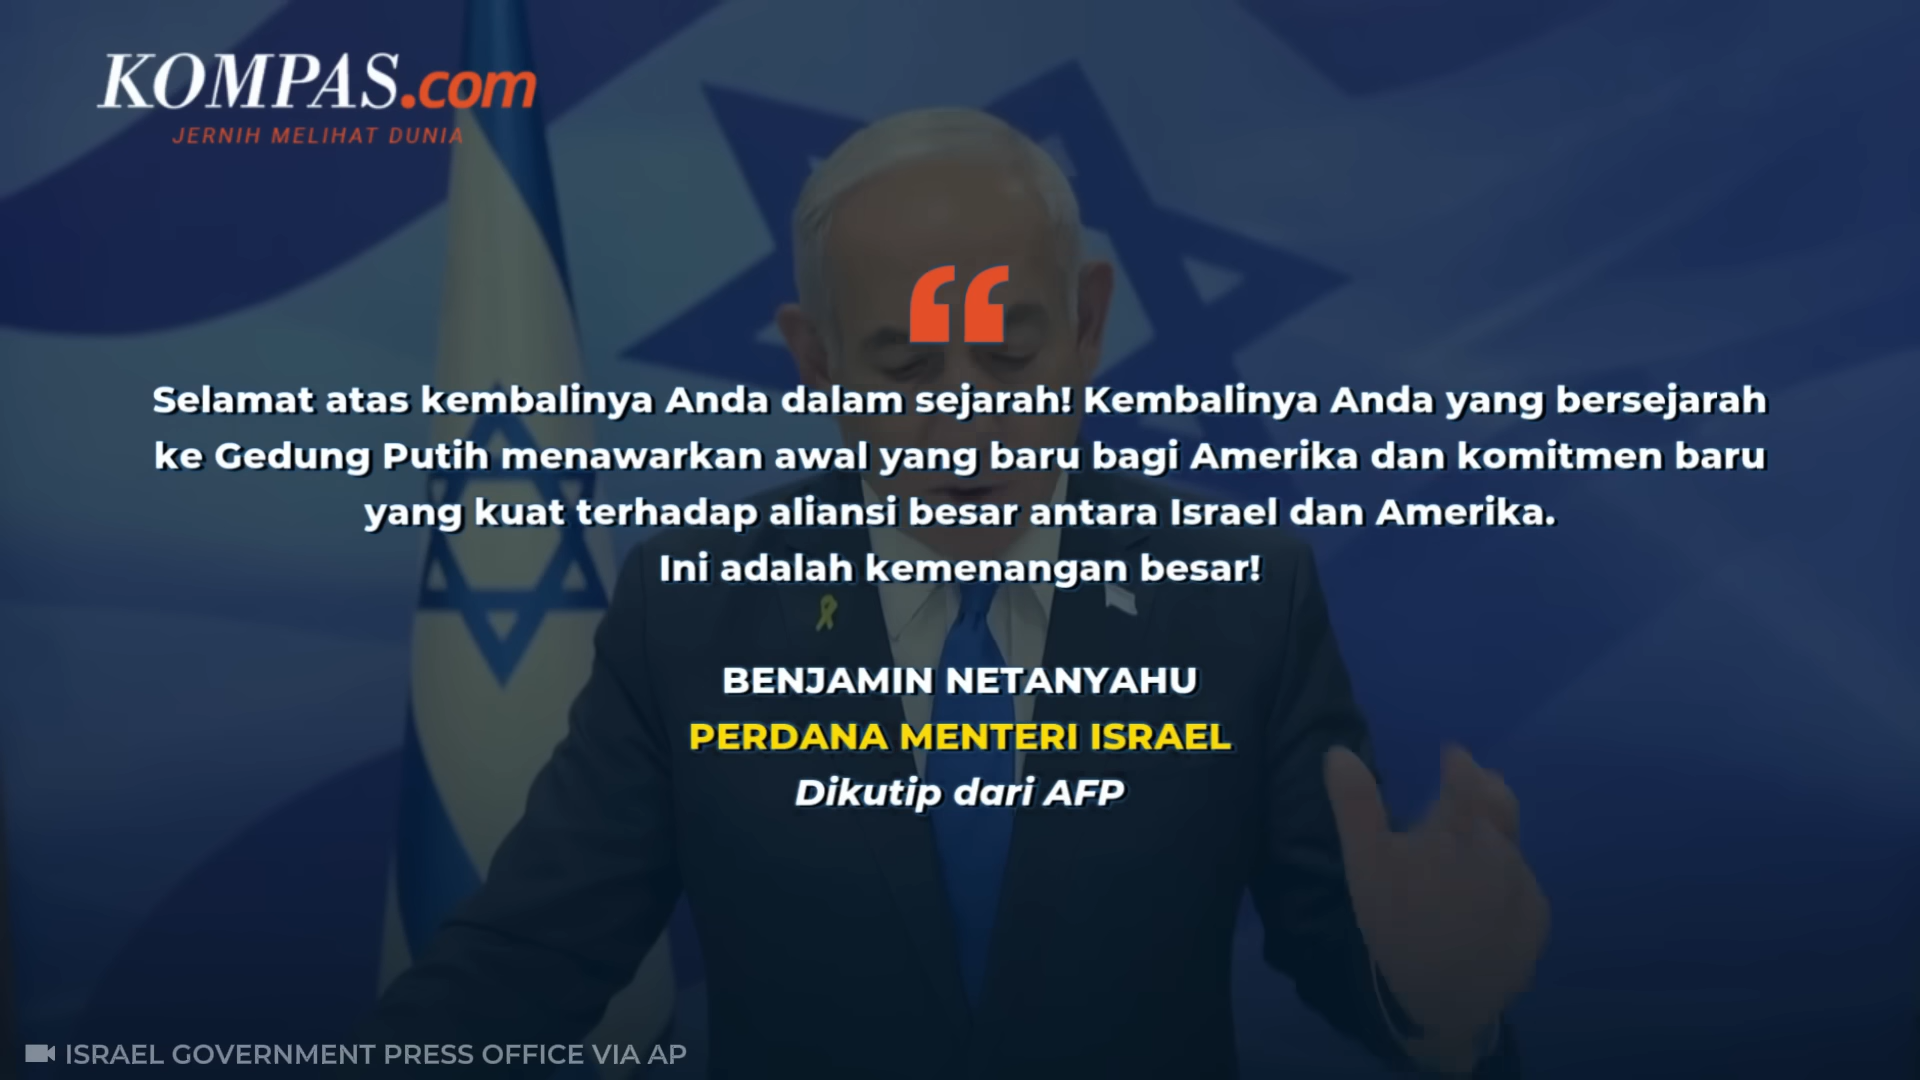 KOMPAS.com
JERNIH MELIHAT DUNIA
Selamat atas kembalinya Anda dalam sejarah! Kembalinya Anda yang bersejarah
ke Gedung Putih menawarkan awal yang baru bagi Amerika dan komitmen baru
yang kuat terhadap aliansi besar antara Israel dan Amerika.
Ini adalah kemenangan besar!
BENJAMIN NETANYAHU
PERDANA MENTERI ISRAEL
Dikutip dari AFP
ISRAEL GOVERNMENT PRESS OFFICE VIA AP